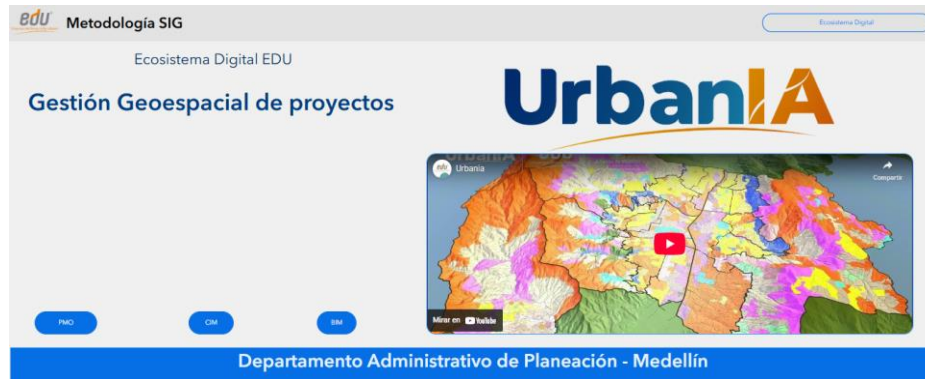 edu
Metodología SIG
Ecosistema Digital
Ecosistema Digital EDU
Gestión Geoespacial de proyectos
UrbanIA
Urbania
Compartir
Mirar en YouTube
PMO
CIM
BIM
Departamento Administrativo de Planeación - Medellín